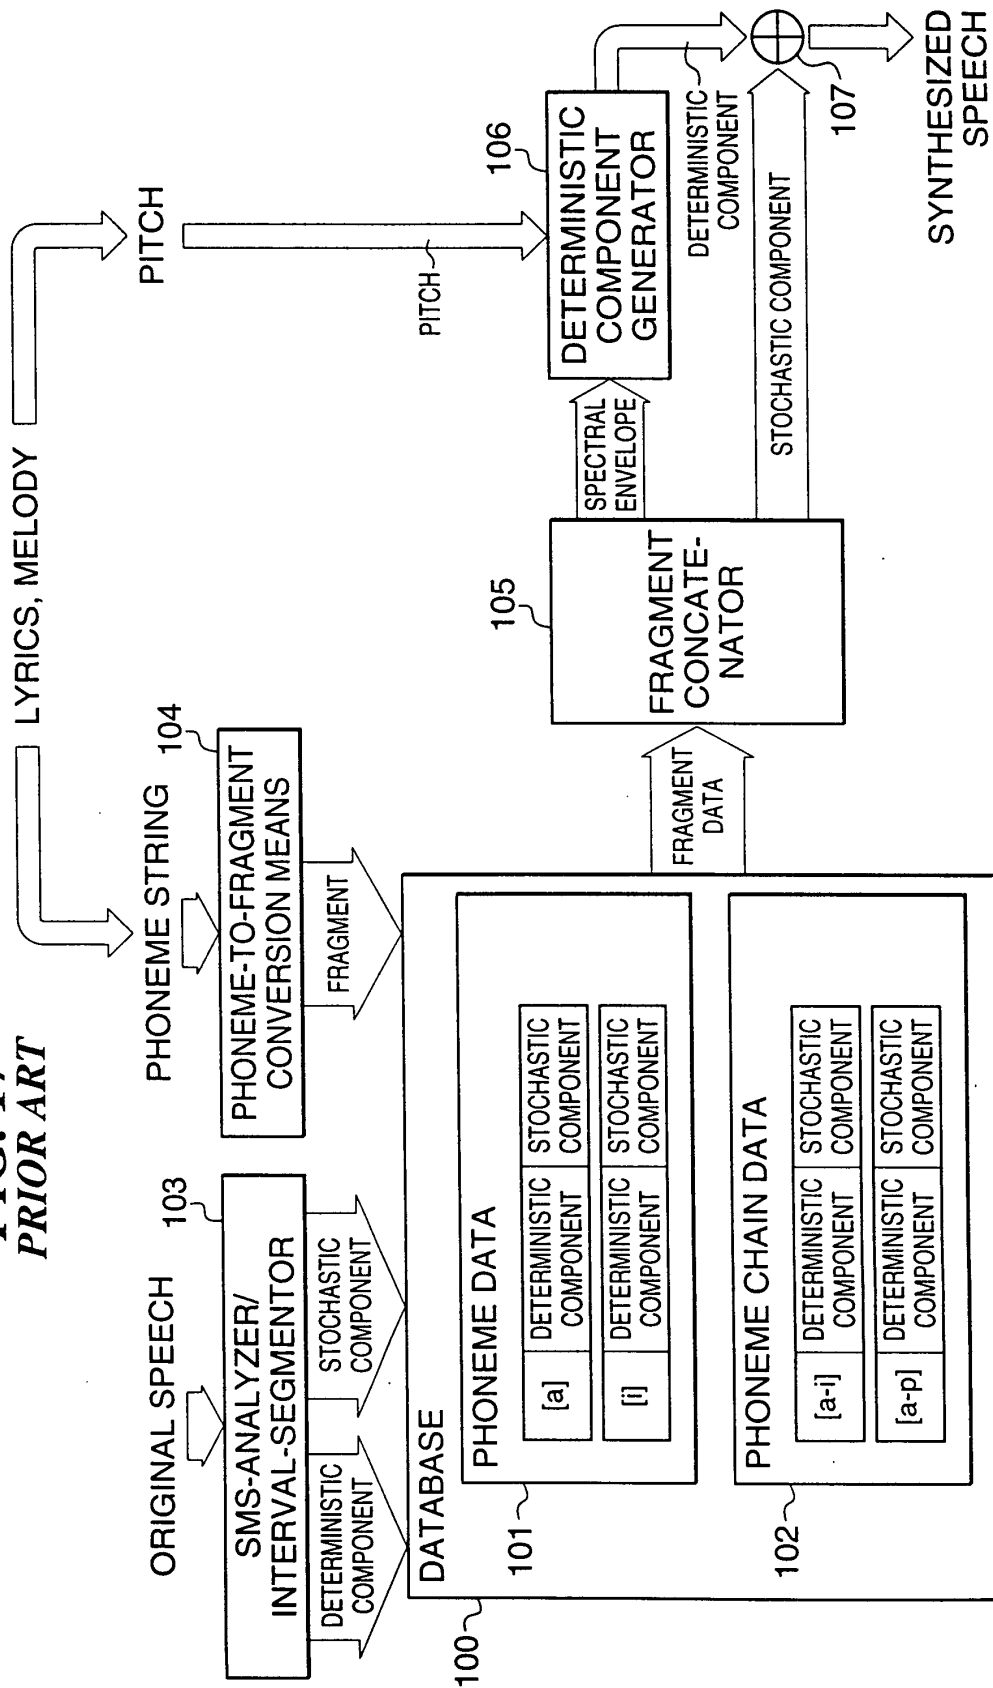 PRIOR ART
LYRICS, MELODY
ORIGINAL SPEECH
PHONEME STRING
PITCH
103
SMS-ANALYZER/
INTERVAL-SEGMENTOR
104
PHONEME-TO-FRAGMENT
CONVERSION MEANS
DETERMINISTIC
COMPONENT
STOCHASTIC
COMPONENT
FRAGMENT
PITCH
100
DATABASE
101
PHONEME DATA
[a]
DETERMINISTIC
COMPONENT
STOCHASTIC
COMPONENT
[i]
DETERMINISTIC
COMPONENT
STOCHASTIC
COMPONENT
102
PHONEME CHAIN DATA
[a-i]
DETERMINISTIC
COMPONENT
STOCHASTIC
COMPONENT
[a-p]
DETERMINISTIC
COMPONENT
STOCHASTIC
COMPONENT
FRAGMENT
DATA
105
FRAGMENT
CONCATE-
NATOR
SPECTRAL
ENVELOPE
106
DETERMINISTIC
COMPONENT
GENERATOR
DETERMINISTIC
COMPONENT
STOCHASTIC COMPONENT
107
SYNTHESIZED
SPEECH